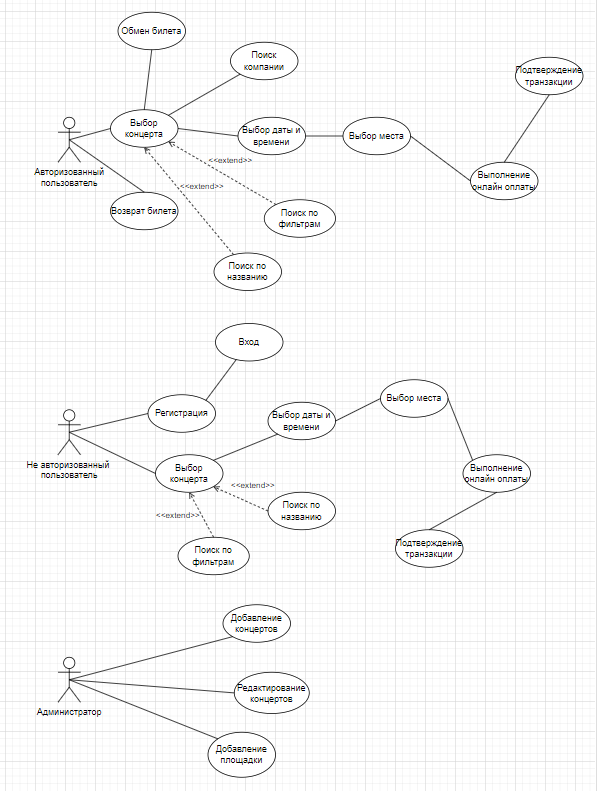 Обмен билета
Поиск
компании
Подтверждение
транзакции
Выбор
концерта
Выбор даты и
времени
Выбор места
<<extend>>
Авторизованный
пользователь
Выполнение
онлайн оплаты
<<extend>>
Возврат билета
Поиск по
фильтрам
Поиск по
названию
Вход
Выбор места
Регистрация
Выбор даты и
времени
Не авторизованный
пользователь
Выбор
концерта
Выполнение
онлайн оплаты
<<extend>>
Поиск по
названию
<<extend>>
Подтверждение
транзакции
Поиск по
фильтрам
Добавление
концертов
Редактирование
концертов
Администратор
Добавление
площадки